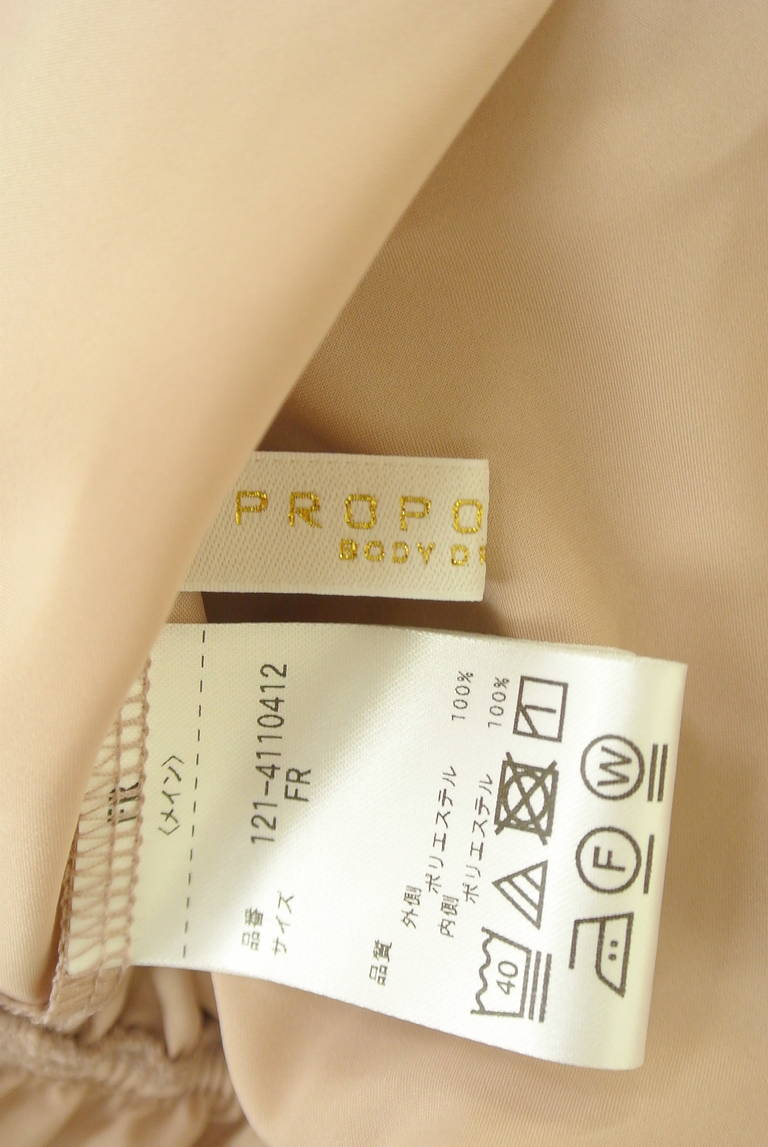 PROPO
BODY D
FR
〈メイン〉
品番 121-4110412
サイズ FR
品質
外側
ポリエステル 100%
内側
ポリエステル 100%
40
F
W